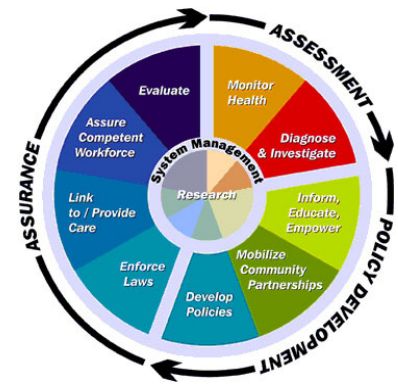 ASSESSMENT
POLICY DEVELOPMENT
ASSURANCE
Monitor
Health
Diagnose
& Investigate
Inform,
Educate,
Empower
Mobilize
Community
Partnerships
Develop
Policies
Enforce
Laws
Link
to / Provide
Care
Assure
Competent
Workforce
Evaluate
System Management
Research